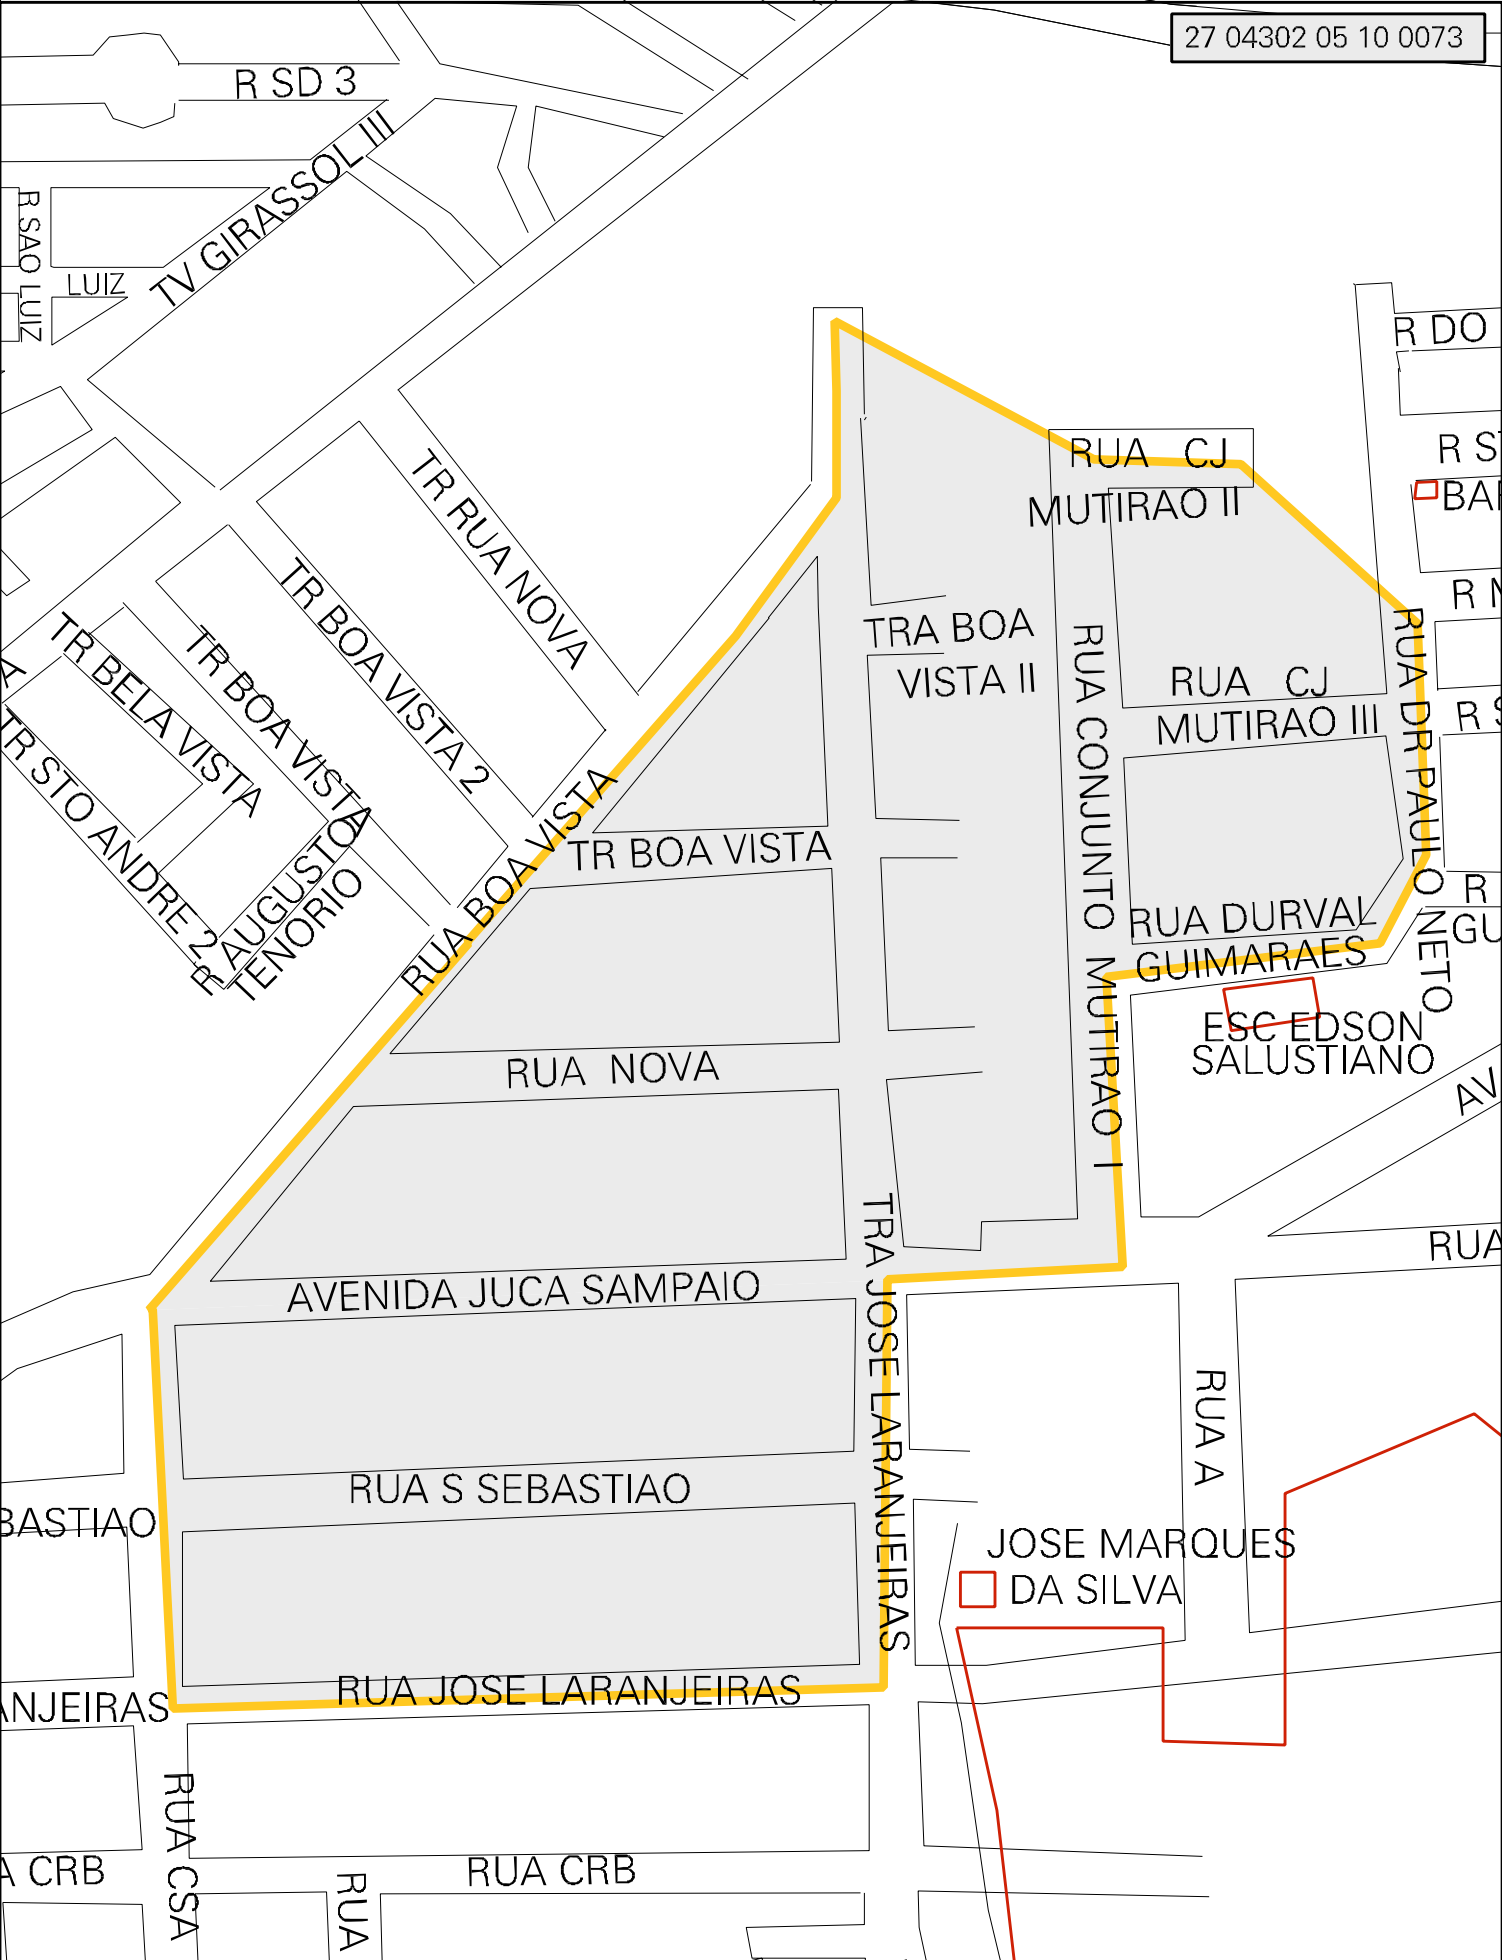 27 04302 05 10 0073
R SD 3
TV GIRASSOL III
R SAO LUIZ
LUIZ
R DO
R ST
BAR
TR RUA NOVA
RUA CJ
MUTIRAO II
TR BOA VISTA 2
TR BOA VISTA
TR BELA VISTA
TR STO ANDRE 2
R AUGUSTO
TENORIO
TRA BOA
VISTA II
RUA CONJUNTO MUTIRAO I
RUA CJ
MUTIRAO III
RUA DR PAULO NETO
R S
RUA BOA VISTA
TR BOA VISTA
R
GU
RUA DURVAL
GUIMARAES
ESC EDSON
SALUSTIANO
RUA NOVA
AV
TRA JOSE LARANJEIRAS
RUA
AVENIDA JUCA SAMPAIO
RUA A
RUA S SEBASTIAO
BASTIAO
JOSE MARQUES
DA SILVA
RUA JOSE LARANJEIRAS
ANJEIRAS
RUA CSA
A CRB
RUA CRB
RUA